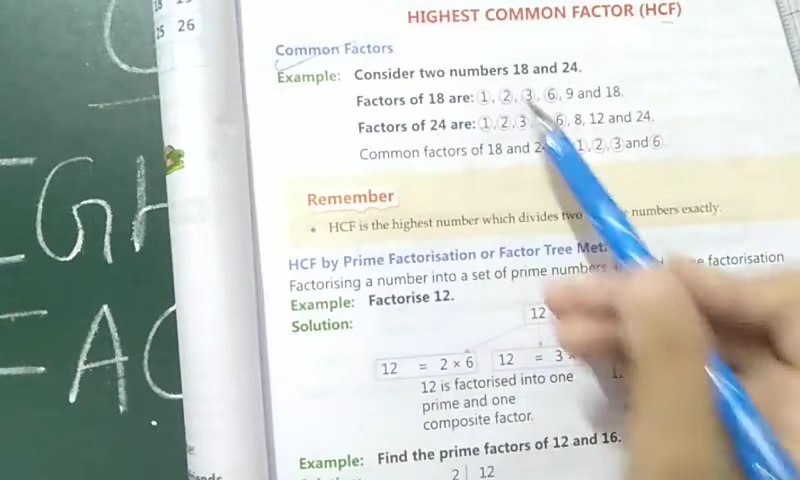 25 26
GH
= A
HIGHEST COMMON FACTOR (HCF)
Common Factors
Example: Consider two numbers 18 and 24.
Factors of 18 are: 1, 2, 3, 6, 9 and 18.
Factors of 24 are: 1, 2, 3 6, 8, 12 and 24.
Common factors of 18 and 1, 2, 3 and 6.
Remember
• HCF is the highest number which divides two numbers exactly.
HCF by Prime Factorisation or Factor Tree
Factorising a number into a set of prime numbers factorisation
Example: Factorise 12.
Solution:
12
12 = 2 × 6 12 = 3 ×
12 is factorised into one
prime and one
composite factor.
Example: Find the prime factors of 12 and 16.
2 12